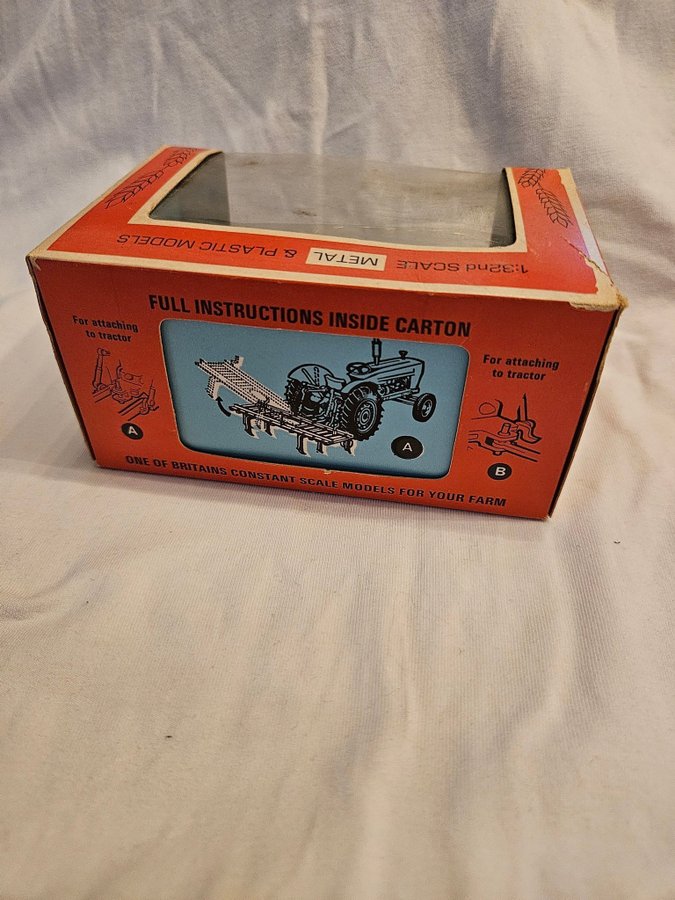 1:32nd SCALE METAL & PLASTIC MODELS
FULL INSTRUCTIONS INSIDE CARTON
For attaching
to tractor
A
A
For attaching
to tractor
B
ONE OF BRITAINS CONSTANT SCALE MODELS FOR YOUR FARM